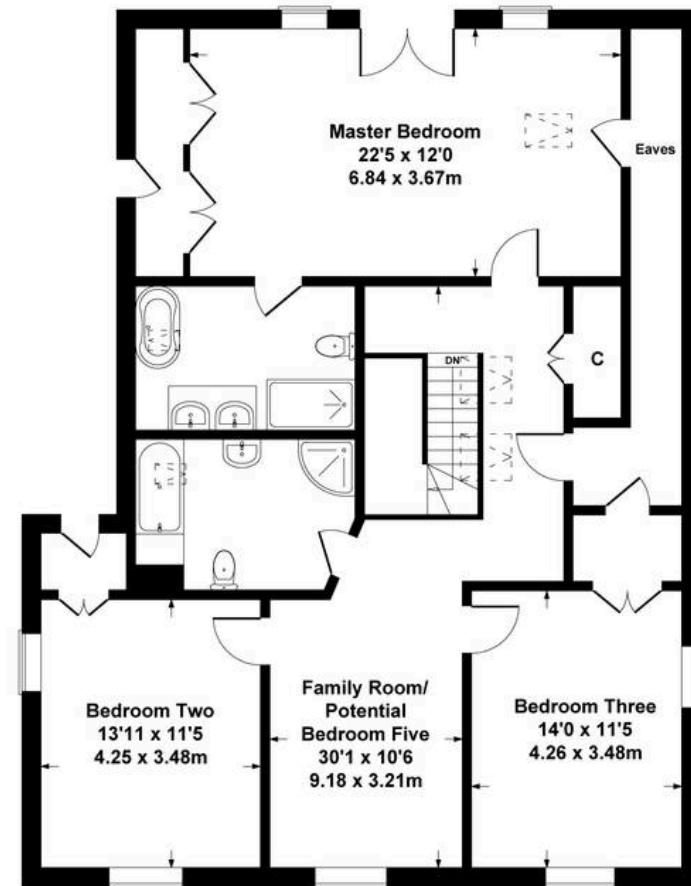 Master Bedroom
22'5 x 12'0
6.84 x 3.67m
Eaves
DN
C
Bedroom Two
13'11 x 11'5
4.25 x 3.48m
Family Room/
Potential
Bedroom Five
30'1 x 10'6
9.18 x 3.21m
Bedroom Three
14'0 x 11'5
4.26 x 3.48m